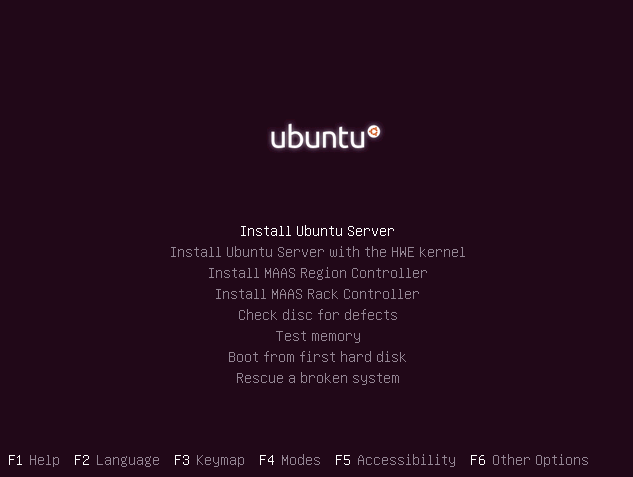 ubuntu
Install Ubuntu Server
Install Ubuntu Server with the HWE kernel
Install MAAS Region Controller
Install MAAS Rack Controller
Check disc for defects
Test memory
Boot from first hard disk
Rescue a broken system
F1 Help F2 Language F3 Keymap F4 Modes F5 Accessibility F6 Other Options